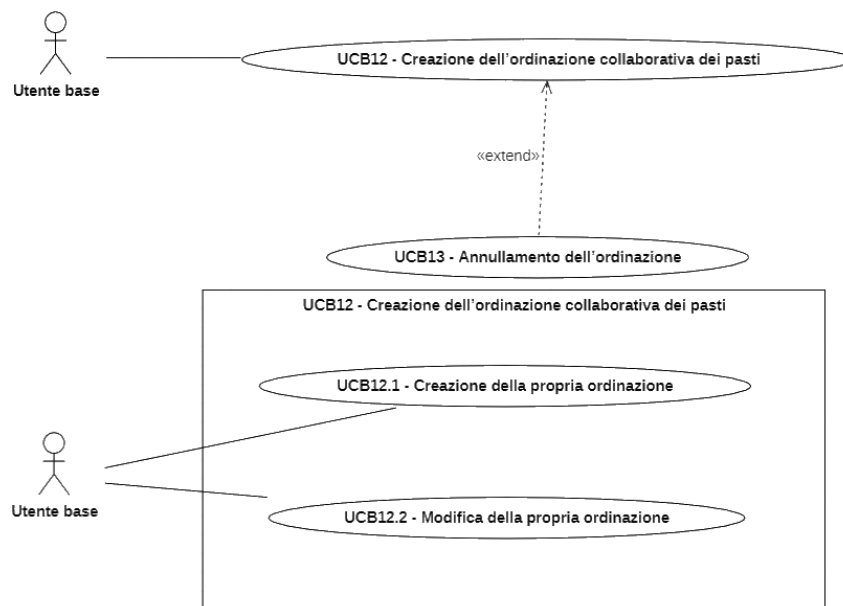 UCB12 - Creazione dell'ordinazione collaborativa dei pasti
Utente base
«extend»
UCB13 - Annullamento dell'ordinazione
UCB12 - Creazione dell'ordinazione collaborativa dei pasti
UCB12.1 - Creazione della propria ordinazione
Utente base
UCB12.2 - Modifica della propria ordinazione